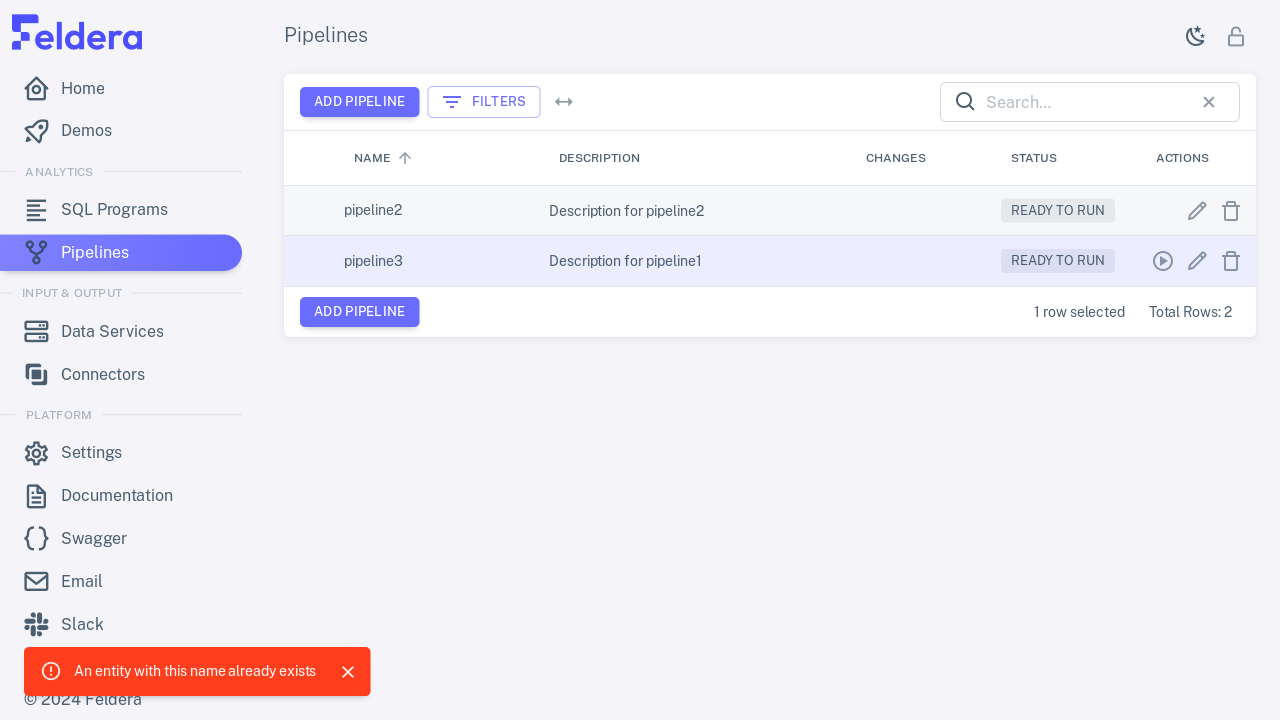 Feldera
Home
Demos
ANALYTICS
SQL Programs
Pipelines
INPUT & OUTPUT
Data Services
Connectors
PLATFORM
Settings
Documentation
Swagger
Email
Slack
An entity with this name already exists
© 2024 Feldera
Pipelines
ADD PIPELINE
FILTERS
Search...
NAME DESCRIPTION CHANGES STATUS ACTIONS
pipeline2 Description for pipeline2 READY TO RUN
pipeline3 Description for pipeline1 READY TO RUN
ADD PIPELINE
1 row selected
Total Rows: 2